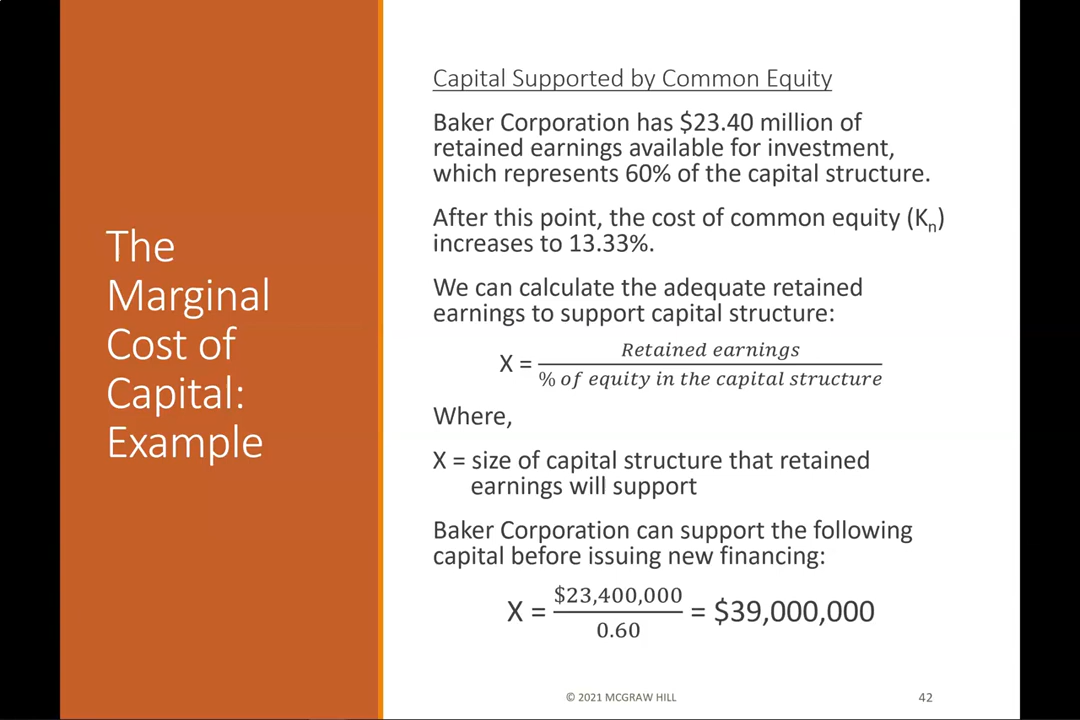 The
Marginal
Cost of
Capital:
Example
Capital Supported by Common Equity
Baker Corporation has $23.40 million of
retained earnings available for investment,
which represents 60% of the capital structure.
After this point, the cost of common equity (Kn)
increases to 13.33%.
We can calculate the adequate retained
earnings to support capital structure:
X = Retained earnings / % of equity in the capital structure
Where,
X = size of capital structure that retained
earnings will support
Baker Corporation can support the following
capital before issuing new financing:
X = $23,400,000 / 0.60 = $39,000,000
© 2021 MCGRAW HILL
42